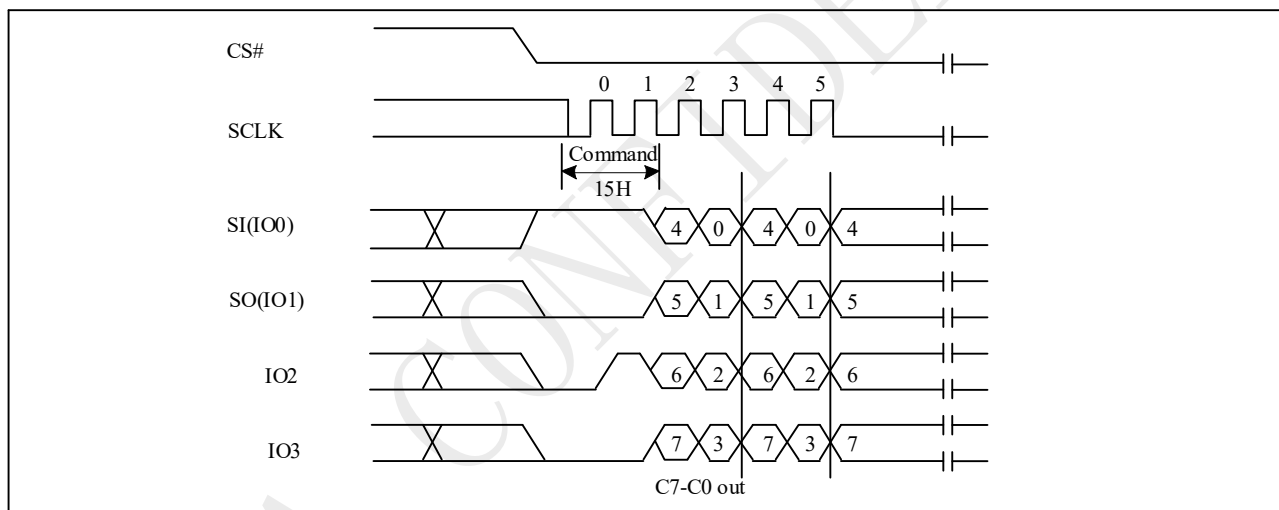 CS#
0 1 2 3 4 5
SCLK
Command
15H
SI(IO0) 4 0 4 0 4
SO(IO1) 5 1 5 1 5
IO2 6 2 6 2 6
IO3 7 3 7 3 7
C7-C0 out